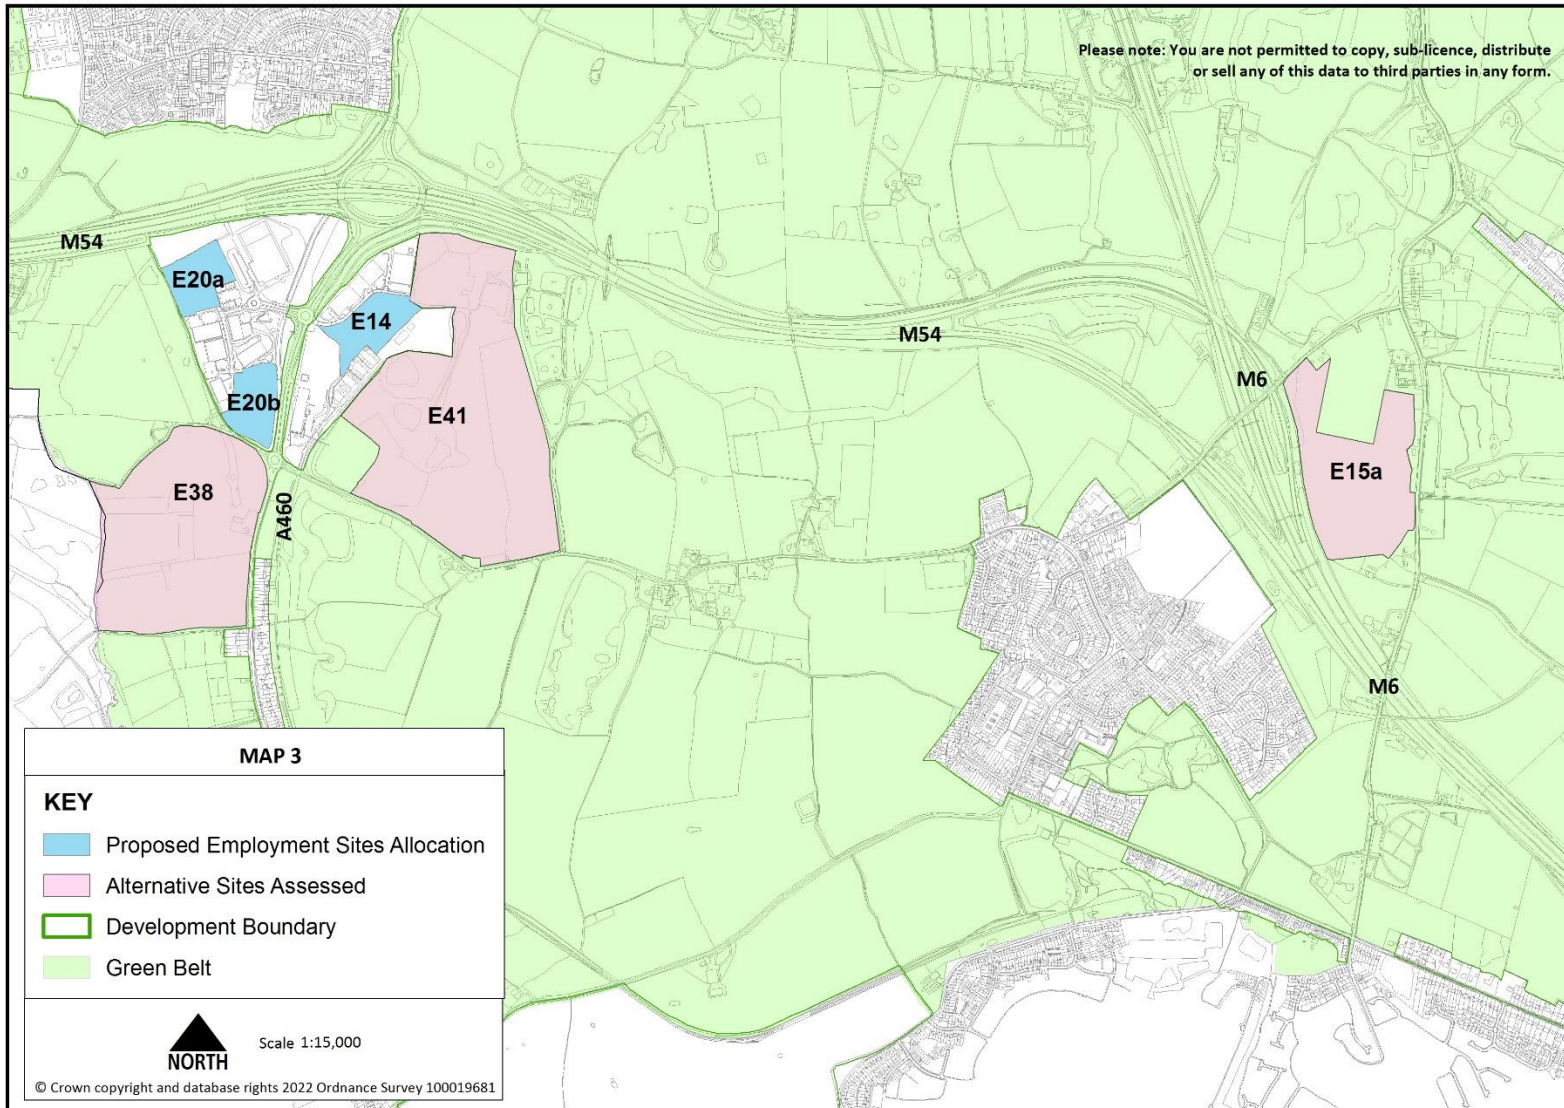 Please note: You are not permitted to copy, sub-licence, distribute
or sell any of this data to third parties in any form.
M54
E20a
E14
M54
M6
E20b
E41
E15a
E38
A460
M6
MAP 3
KEY
Proposed Employment Sites Allocation
Alternative Sites Assessed
Development Boundary
Green Belt
NORTH
Scale 1:15,000
© Crown copyright and database rights 2022 Ordnance Survey 100019681